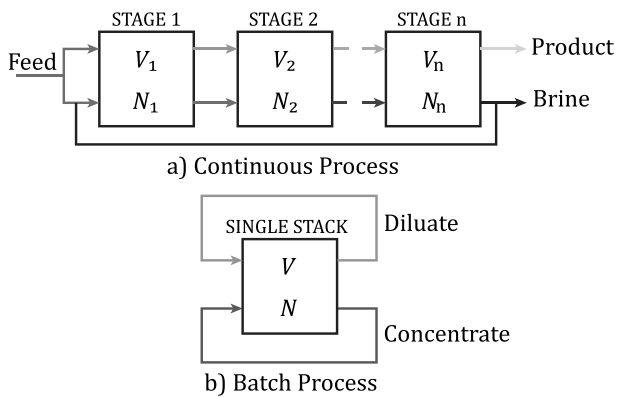 STAGE 1 STAGE 2 STAGE n
Feed V₁ V₂ Vₙ Product
N₁ N₂ Nₙ Brine
a) Continuous Process
SINGLE STACK Diluate
V
N
Concentrate
b) Batch Process